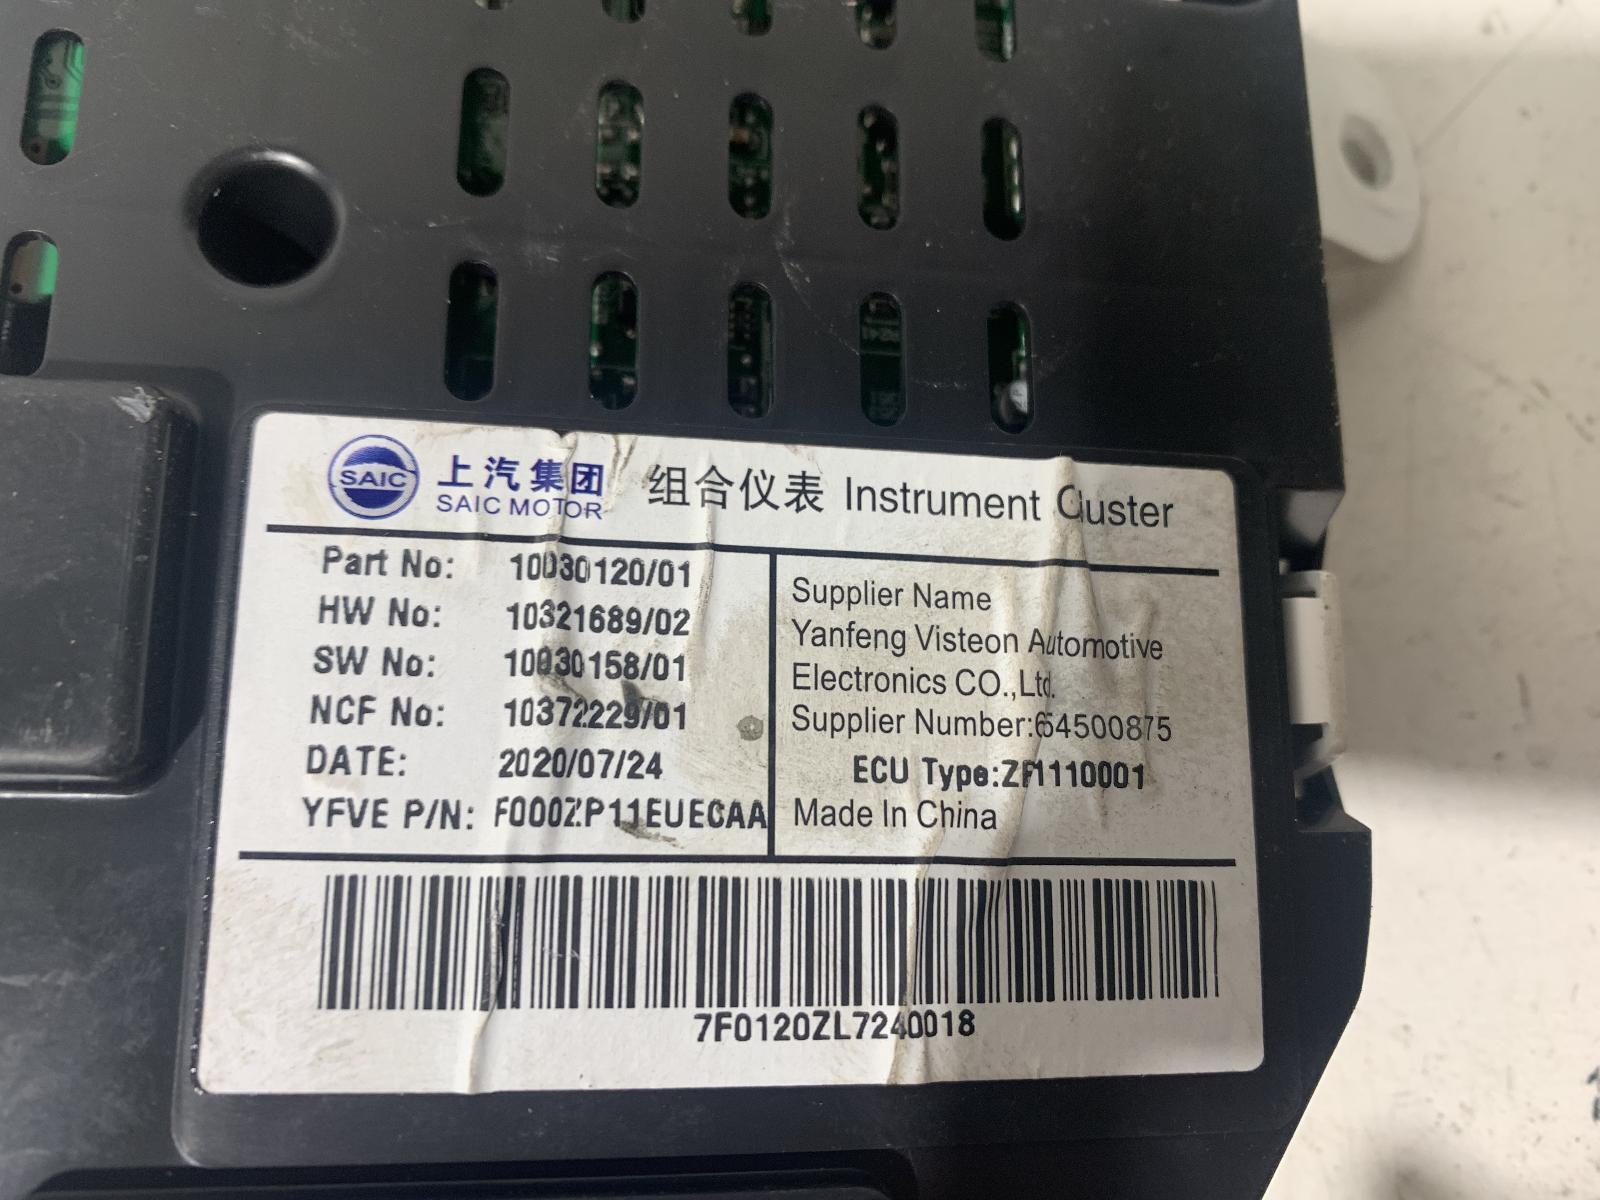 SAIC 上汽集团 组合仪表 Instrument Cluster
SAIC MOTOR
Part No: 10030120/01
HW No: 10321689/02
SW No: 10030158/01
NCF No: 10372229/01
DATE: 2020/07/24
YFVE P/N: F000ZP11EUECAA
Supplier Name
Yanfeng Visteon Automotive
Electronics CO.,Ltd.
Supplier Number:654500875
ECU Type:ZP1110001
Made In China
7F0120ZL7240018